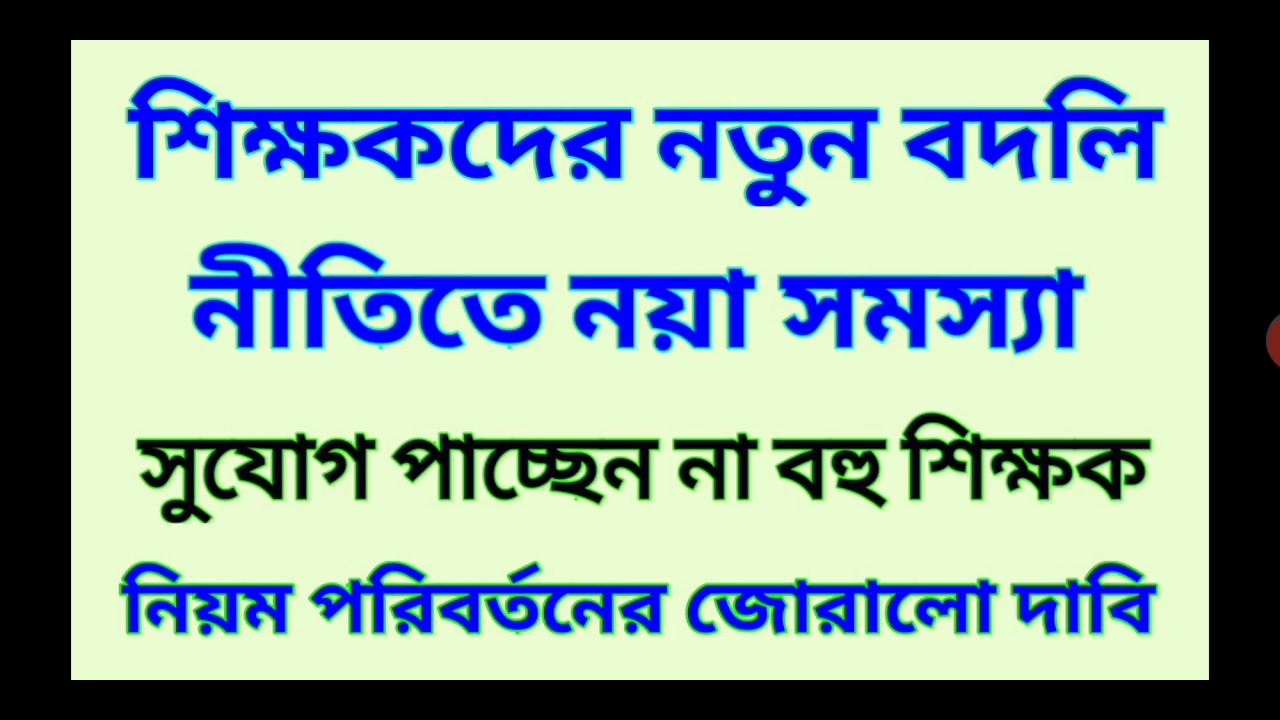 শিক্ষকদের নতুন বদলি
নীতিতে নয়া সমস্যা
সুযোগ পাচ্ছেন না বহু শিক্ষক
নিয়ম পরিবর্তনের জোরালো দাবি